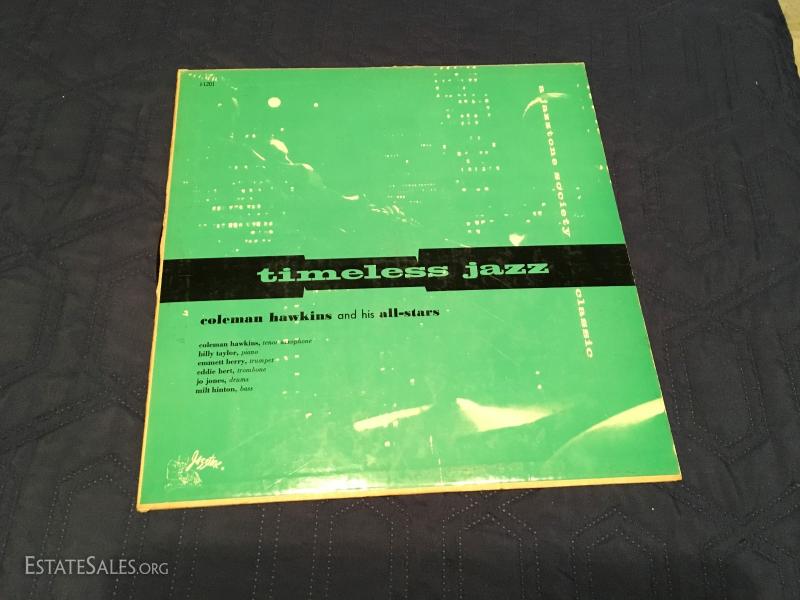 J-1201
a jazztone society classic
timeless jazz
coleman hawkins and his all-stars
coleman hawkins, tenor saxophone
billy taylor, piano
emmett berry, trumpet
eddie bert, trombone
jo jones, drums
milt hinton, bass
Jazztone
ESTATESALES.ORG